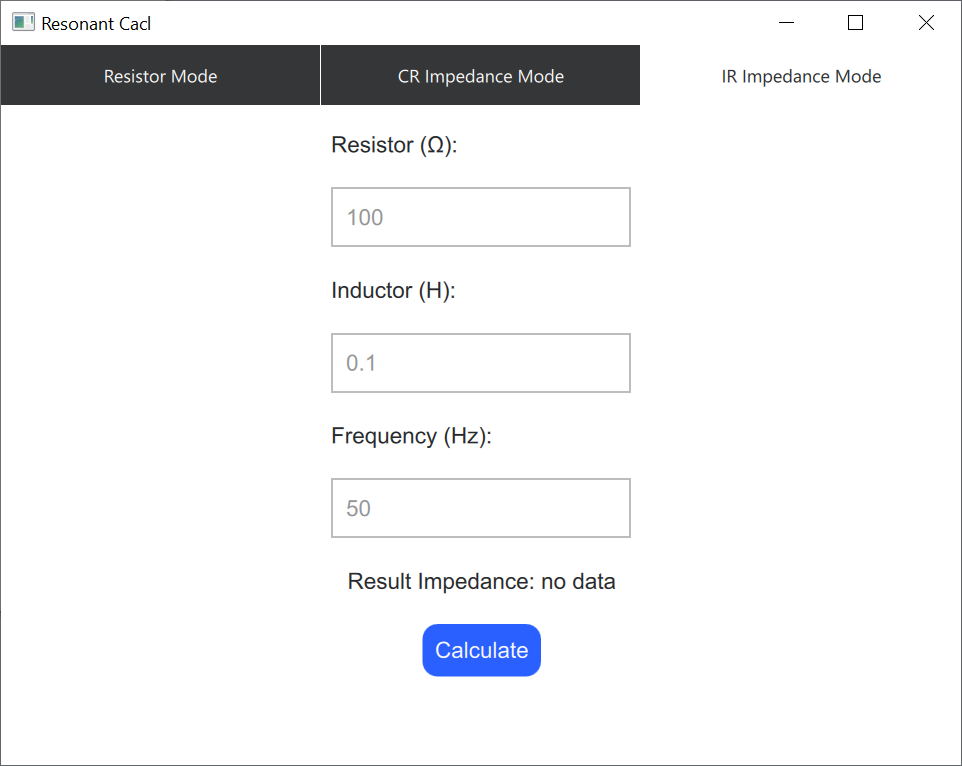 Resonant Cacl
Resistor Mode CR Impedance Mode IR Impedance Mode
Resistor (Ω):
100
Inductor (H):
0.1
Frequency (Hz):
50
Result Impedance: no data
Calculate